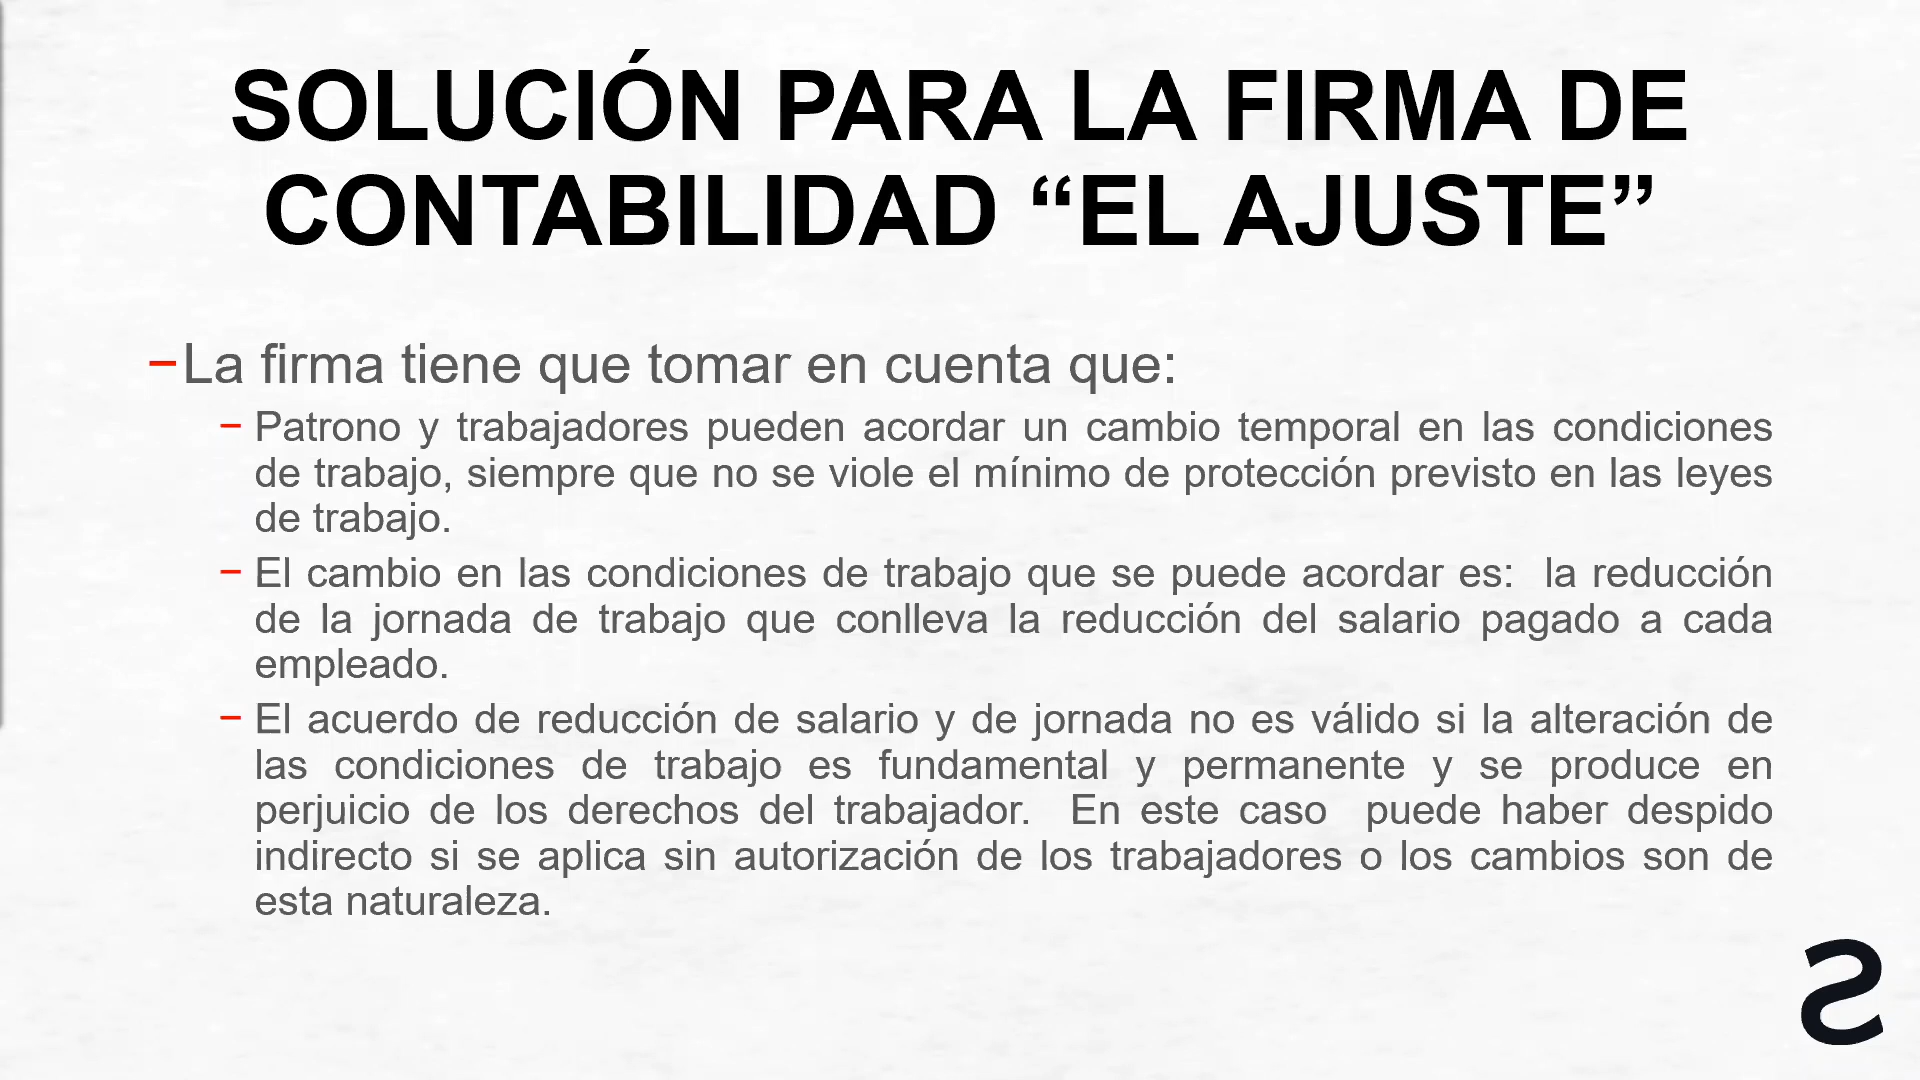 SOLUCIÓN PARA LA FIRMA DE
CONTABILIDAD “EL AJUSTE”
–La firma tiene que tomar en cuenta que:
– Patrono y trabajadores pueden acordar un cambio temporal en las condiciones
de trabajo, siempre que no se viole el mínimo de protección previsto en las leyes
de trabajo.
– El cambio en las condiciones de trabajo que se puede acordar es:  la reducción
de la jornada de trabajo que conlleva la reducción del salario pagado a cada
empleado.
– El acuerdo de reducción de salario y de jornada no es válido si la alteración de
las condiciones de trabajo es fundamental y permanente y se produce en
perjuicio de los derechos del trabajador.  En este caso  puede haber despido
indirecto si se aplica sin autorización de los trabajadores o los cambios son de
esta naturaleza.